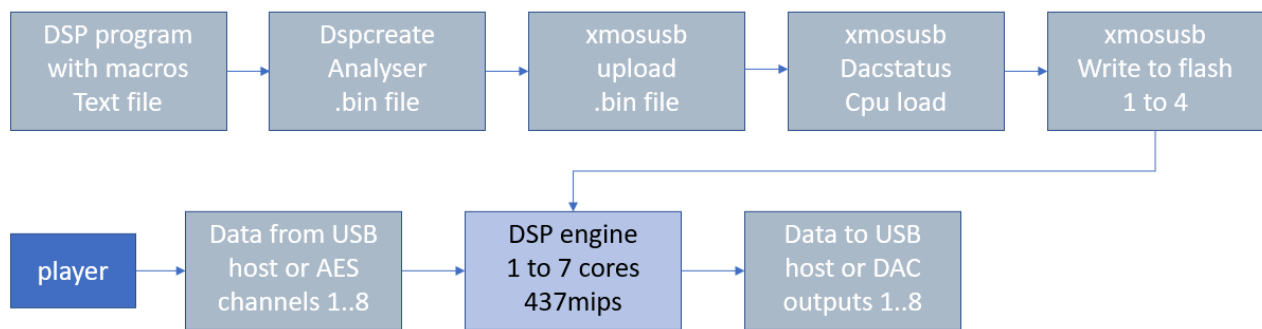 DSP program
with macros
Text file
Dspcreate
Analyser
.bin file
xmosusb
upload
.bin file
xmosusb
Dacstatus
Cpu load
xmosusb
Write to flash
1 to 4
player
Data from USB
host or AES
channels 1..8
DSP engine
1 to 7 cores
437mips
Data to USB
host or DAC
outputs 1..8